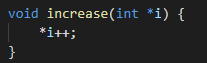 void increase(int *i) {
    *i++;
}